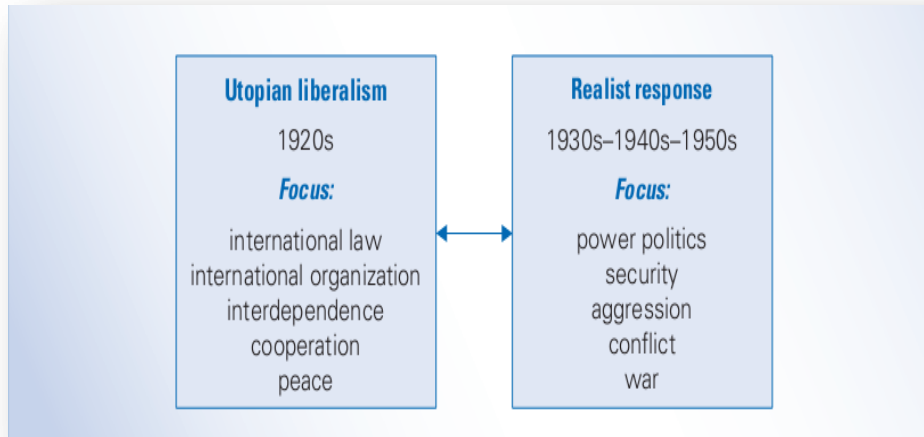 Utopian liberalism
1920s
Focus:
international law
international organization
interdependence
cooperation
peace
Realist response
1930s–1940s–1950s
Focus:
power politics
security
aggression
conflict
war